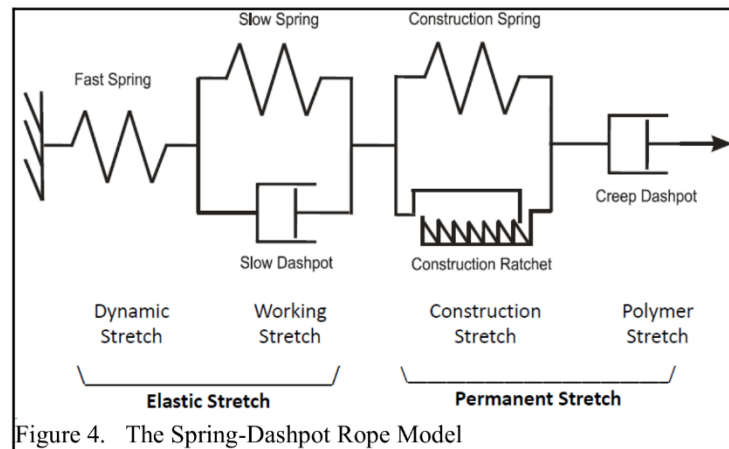 Slow Spring
Construction Spring
Fast Spring
Creep Dashpot
Slow Dashpot
Construction Ratchet
Dynamic Stretch
Working Stretch
Construction Stretch
Polymer Stretch
Elastic Stretch
Permanent Stretch
Figure 4. The Spring-Dashpot Rope Model